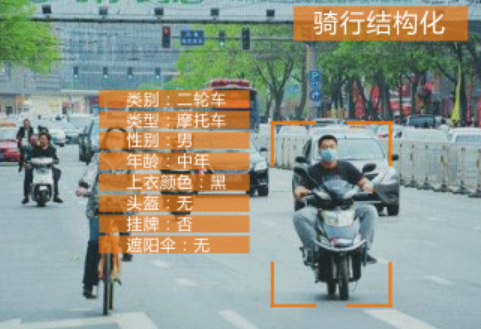 骑行结构化
类别：二轮车
类型：摩托车
性别：男
年龄：中年
上衣颜色：黑
头盔：无
挂牌：否
遮阳伞：无